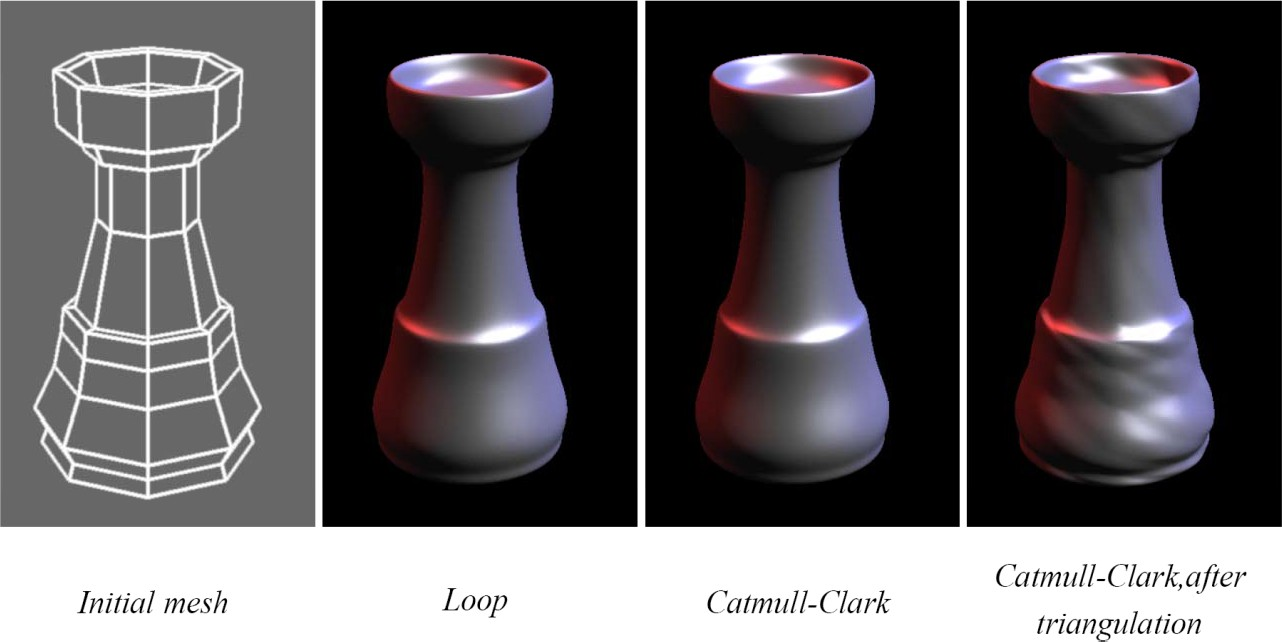 Initial mesh
Loop
Catmull-Clark
Catmull-Clark,after
triangulation